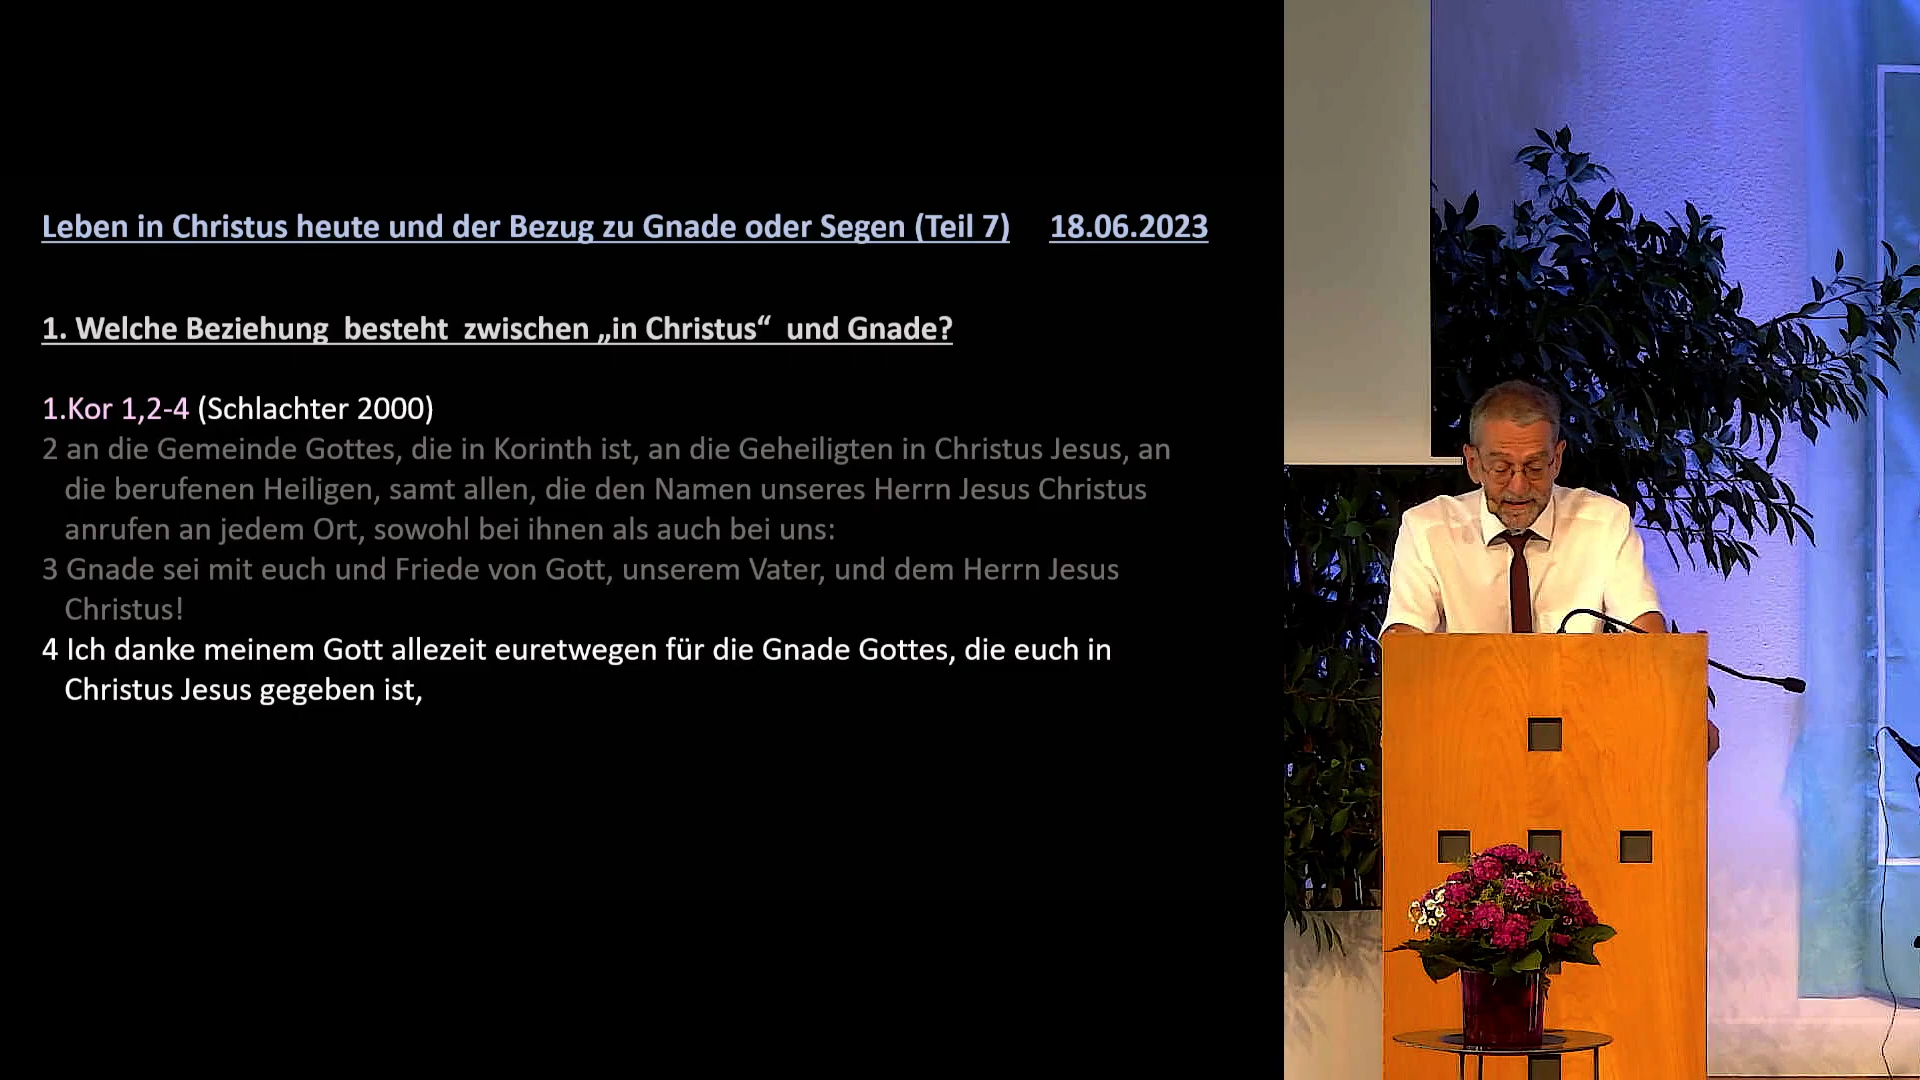 Leben in Christus heute und der Bezug zu Gnade oder Segen (Teil 7) 18.06.2023
1. Welche Beziehung besteht zwischen „in Christus“ und Gnade?
1.Kor 1,2-4 (Schlachter 2000)
2 an die Gemeinde Gottes, die in Korinth ist, an die Geheiligten in Christus Jesus, an
die berufenen Heiligen, samt allen, die den Namen unseres Herrn Jesus Christus
anrufen an jedem Ort, sowohl bei ihnen als auch bei uns:
3 Gnade sei mit euch und Friede von Gott, unserem Vater, und dem Herrn Jesus
Christus!
4 Ich danke meinem Gott allezeit euretwegen für die Gnade Gottes, die euch in
Christus Jesus gegeben ist,